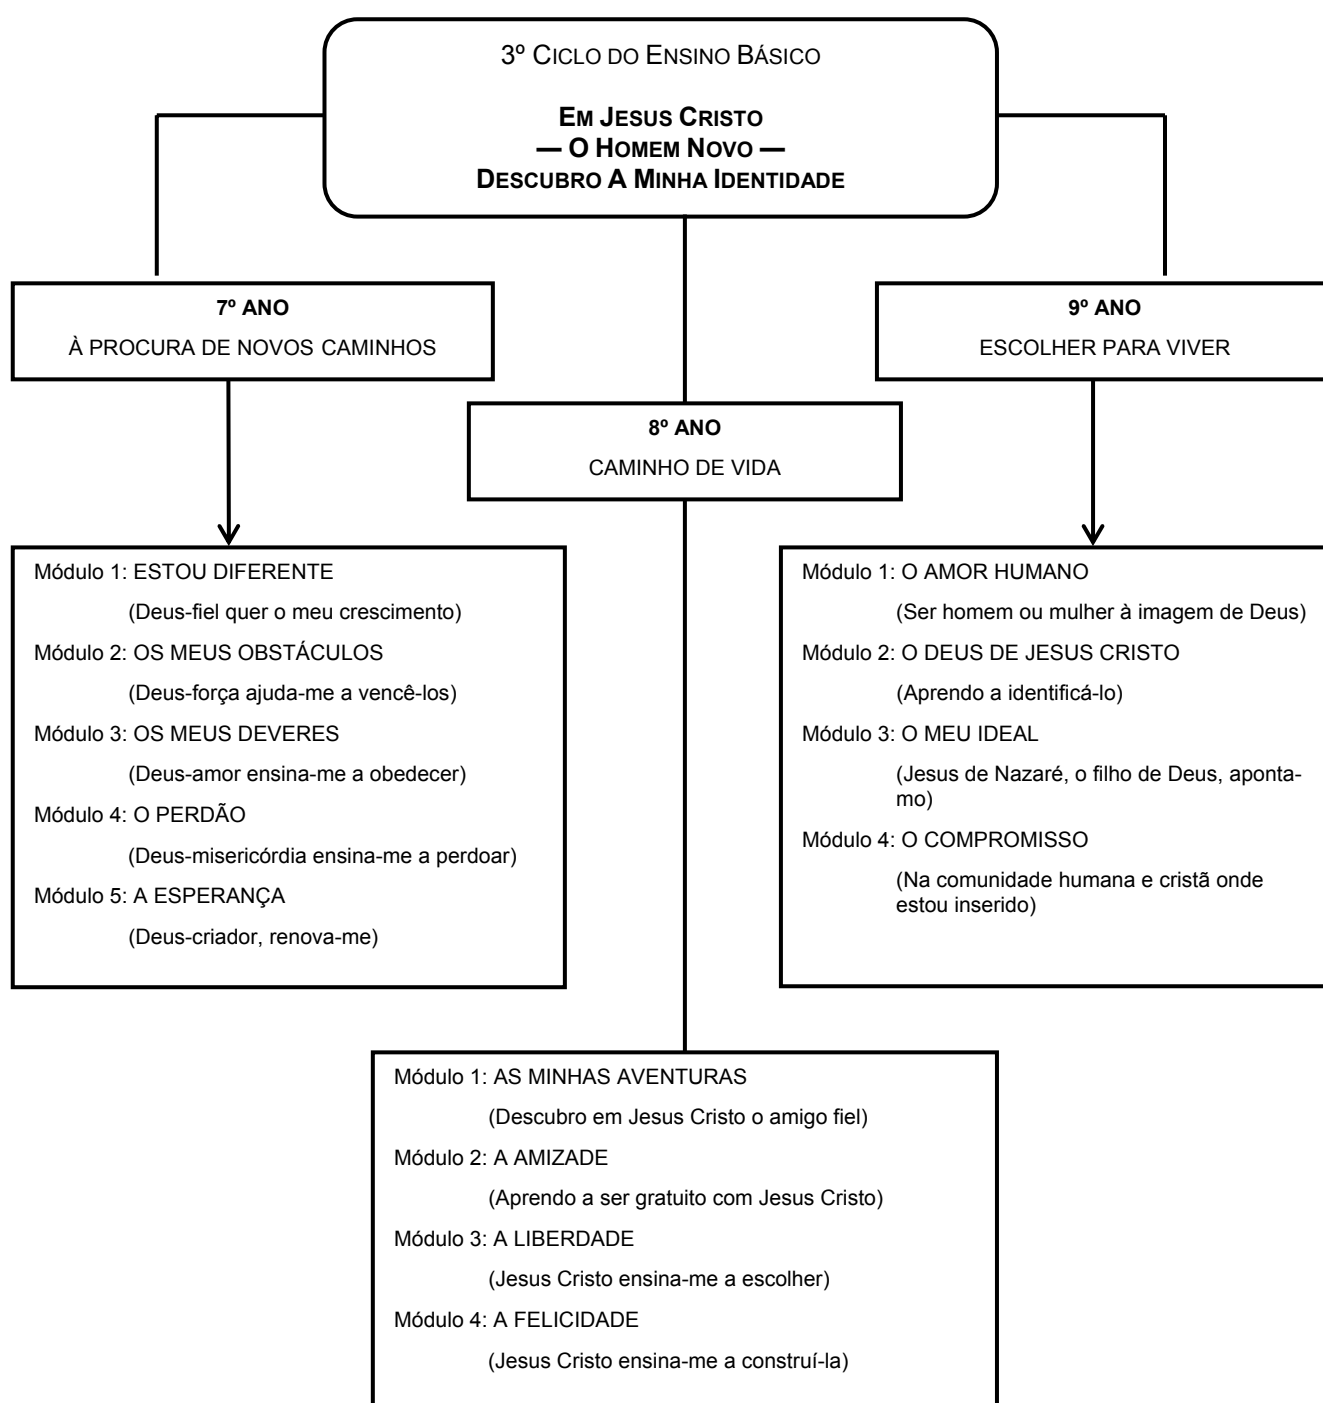 3º CICLO DO ENSINO BÁSICO
EM JESUS CRISTO
— O HOMEM NOVO —
DESCUBRO A MINHA IDENTIDADE
7º ANO
À PROCURA DE NOVOS CAMINHOS
9º ANO
ESCOLHER PARA VIVER
8º ANO
CAMINHO DE VIDA
Módulo 1: ESTOU DIFERENTE
(Deus-fiel quer o meu crescimento)
Módulo 2: OS MEUS OBSTÁCULOS
(Deus-força ajuda-me a vencê-los)
Módulo 3: OS MEUS DEVERES
(Deus-amor ensina-me a obedecer)
Módulo 4: O PERDÃO
(Deus-misericórdia ensina-me a perdoar)
Módulo 5: A ESPERANÇA
(Deus-criador, renova-me)
Módulo 1: O AMOR HUMANO
(Ser homem ou mulher à imagem de Deus)
Módulo 2: O DEUS DE JESUS CRISTO
(Aprendo a identificá-lo)
Módulo 3: O MEU IDEAL
(Jesus de Nazaré, o filho de Deus, aponta-
mo)
Módulo 4: O COMPROMISSO
(Na comunidade humana e cristã onde
estou inserido)
Módulo 1: AS MINHAS AVENTURAS
(Descubro em Jesus Cristo o amigo fiel)
Módulo 2: A AMIZADE
(Aprendo a ser gratuito com Jesus Cristo)
Módulo 3: A LIBERDADE
(Jesus Cristo ensina-me a escolher)
Módulo 4: A FELICIDADE
(Jesus Cristo ensina-me a construí-la)